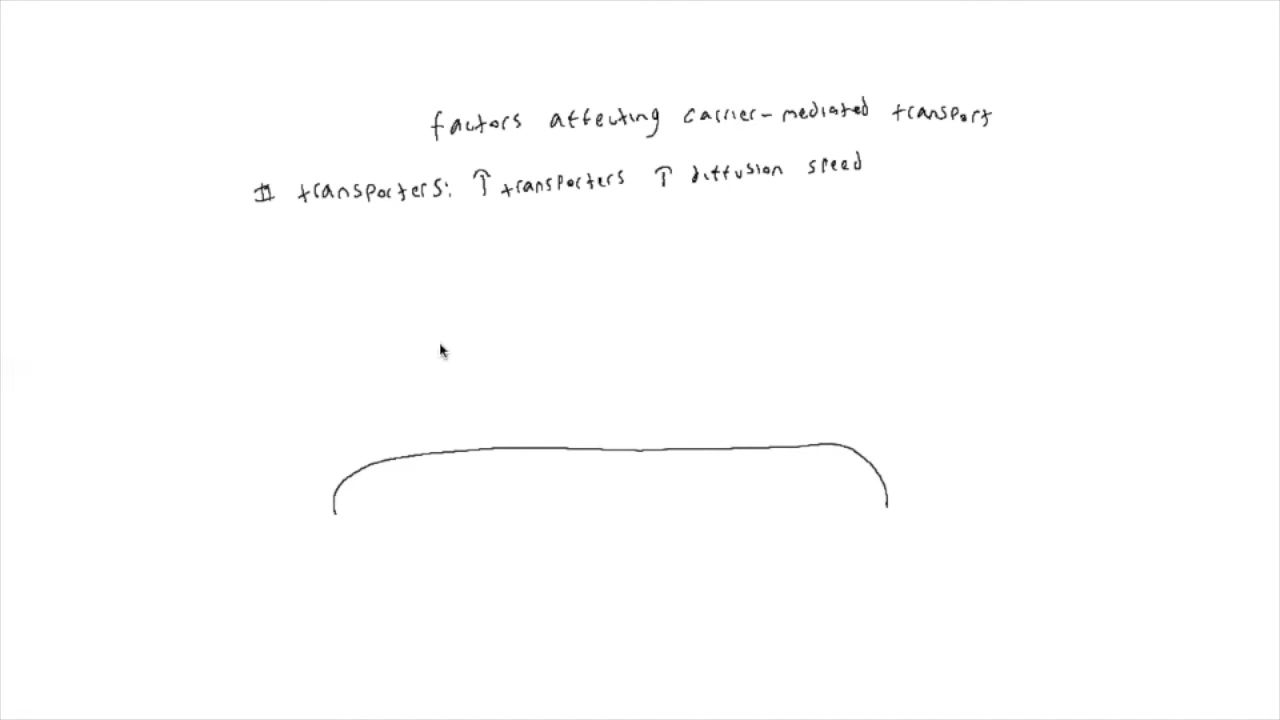 factors affecting carrier-mediated transport
# transporters: ↑ transporters ↑ diffusion speed